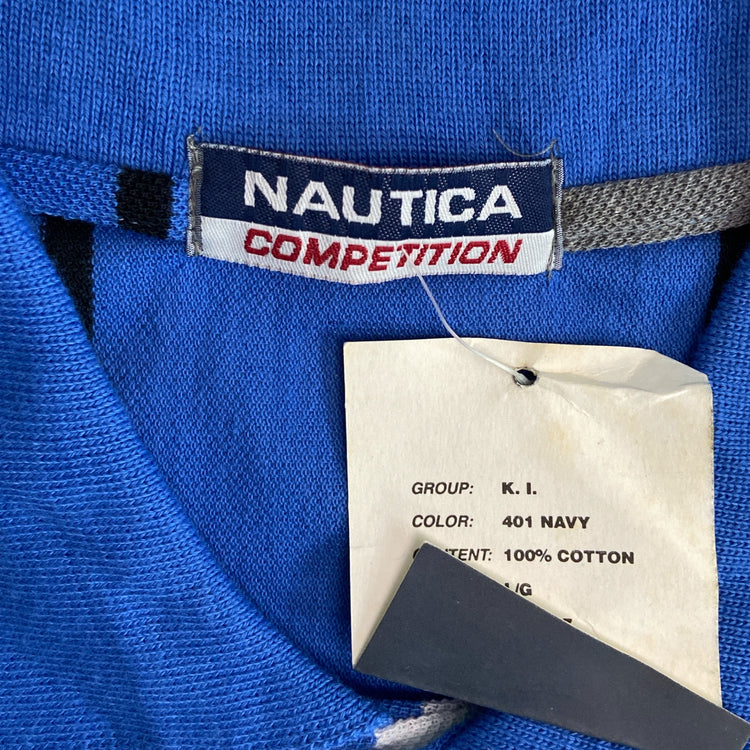 NAUTICA
COMPETITION
GROUP: K. I.
COLOR: 401 NAVY
100% COTTON